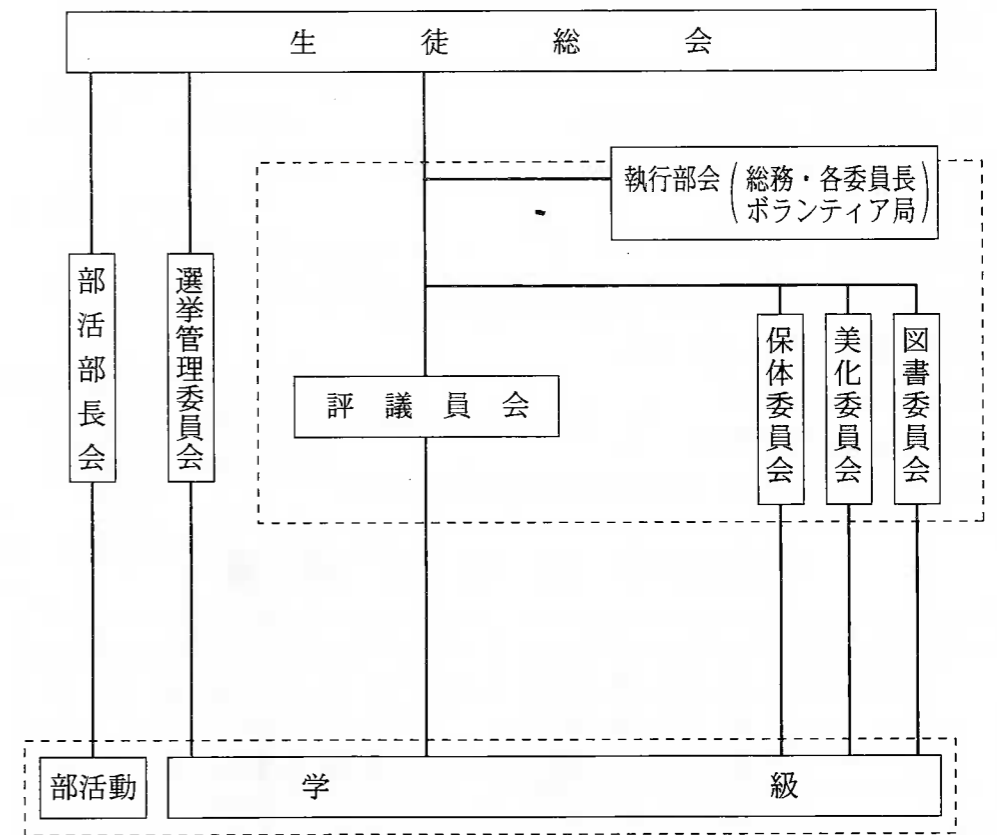 生徒総会
執行部会(総務・各委員長
ボランティア局)
部活部長会
選挙管理委員会
評議員会
保体委員会
美化委員会
図書委員会
部活動
学級